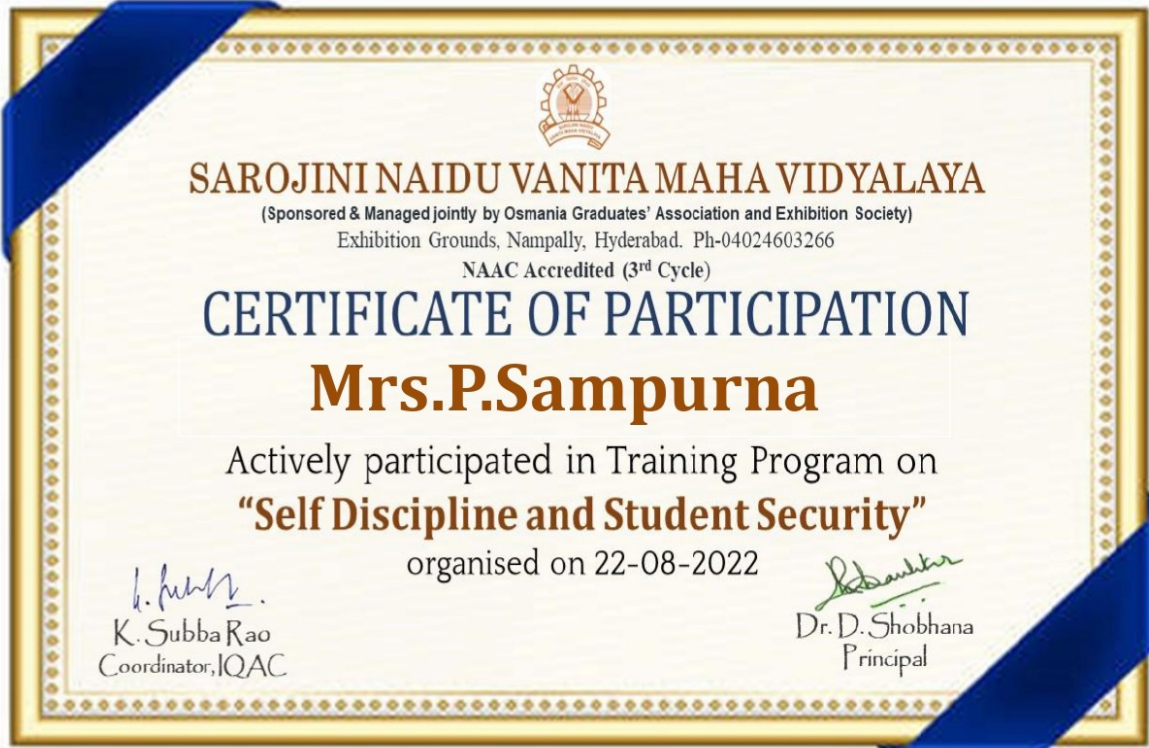 SAROJINI NAIDU VANITA MAHA VIDYALAYA
(Sponsored & Managed jointly by Osmania Graduates' Association and Exhibition Society)
Exhibition Grounds, Nampally, Hyderabad. Ph-04024603266
NAAC Accredited (3rd Cycle)
CERTIFICATE OF PARTICIPATION
Mrs.P.Sampurna
Actively participated in Training Program on
“Self Discipline and Student Security”
organised on 22-08-2022
K. Subba Rao
Coordinator, IQAC
Dr. D. Shobhana
Principal